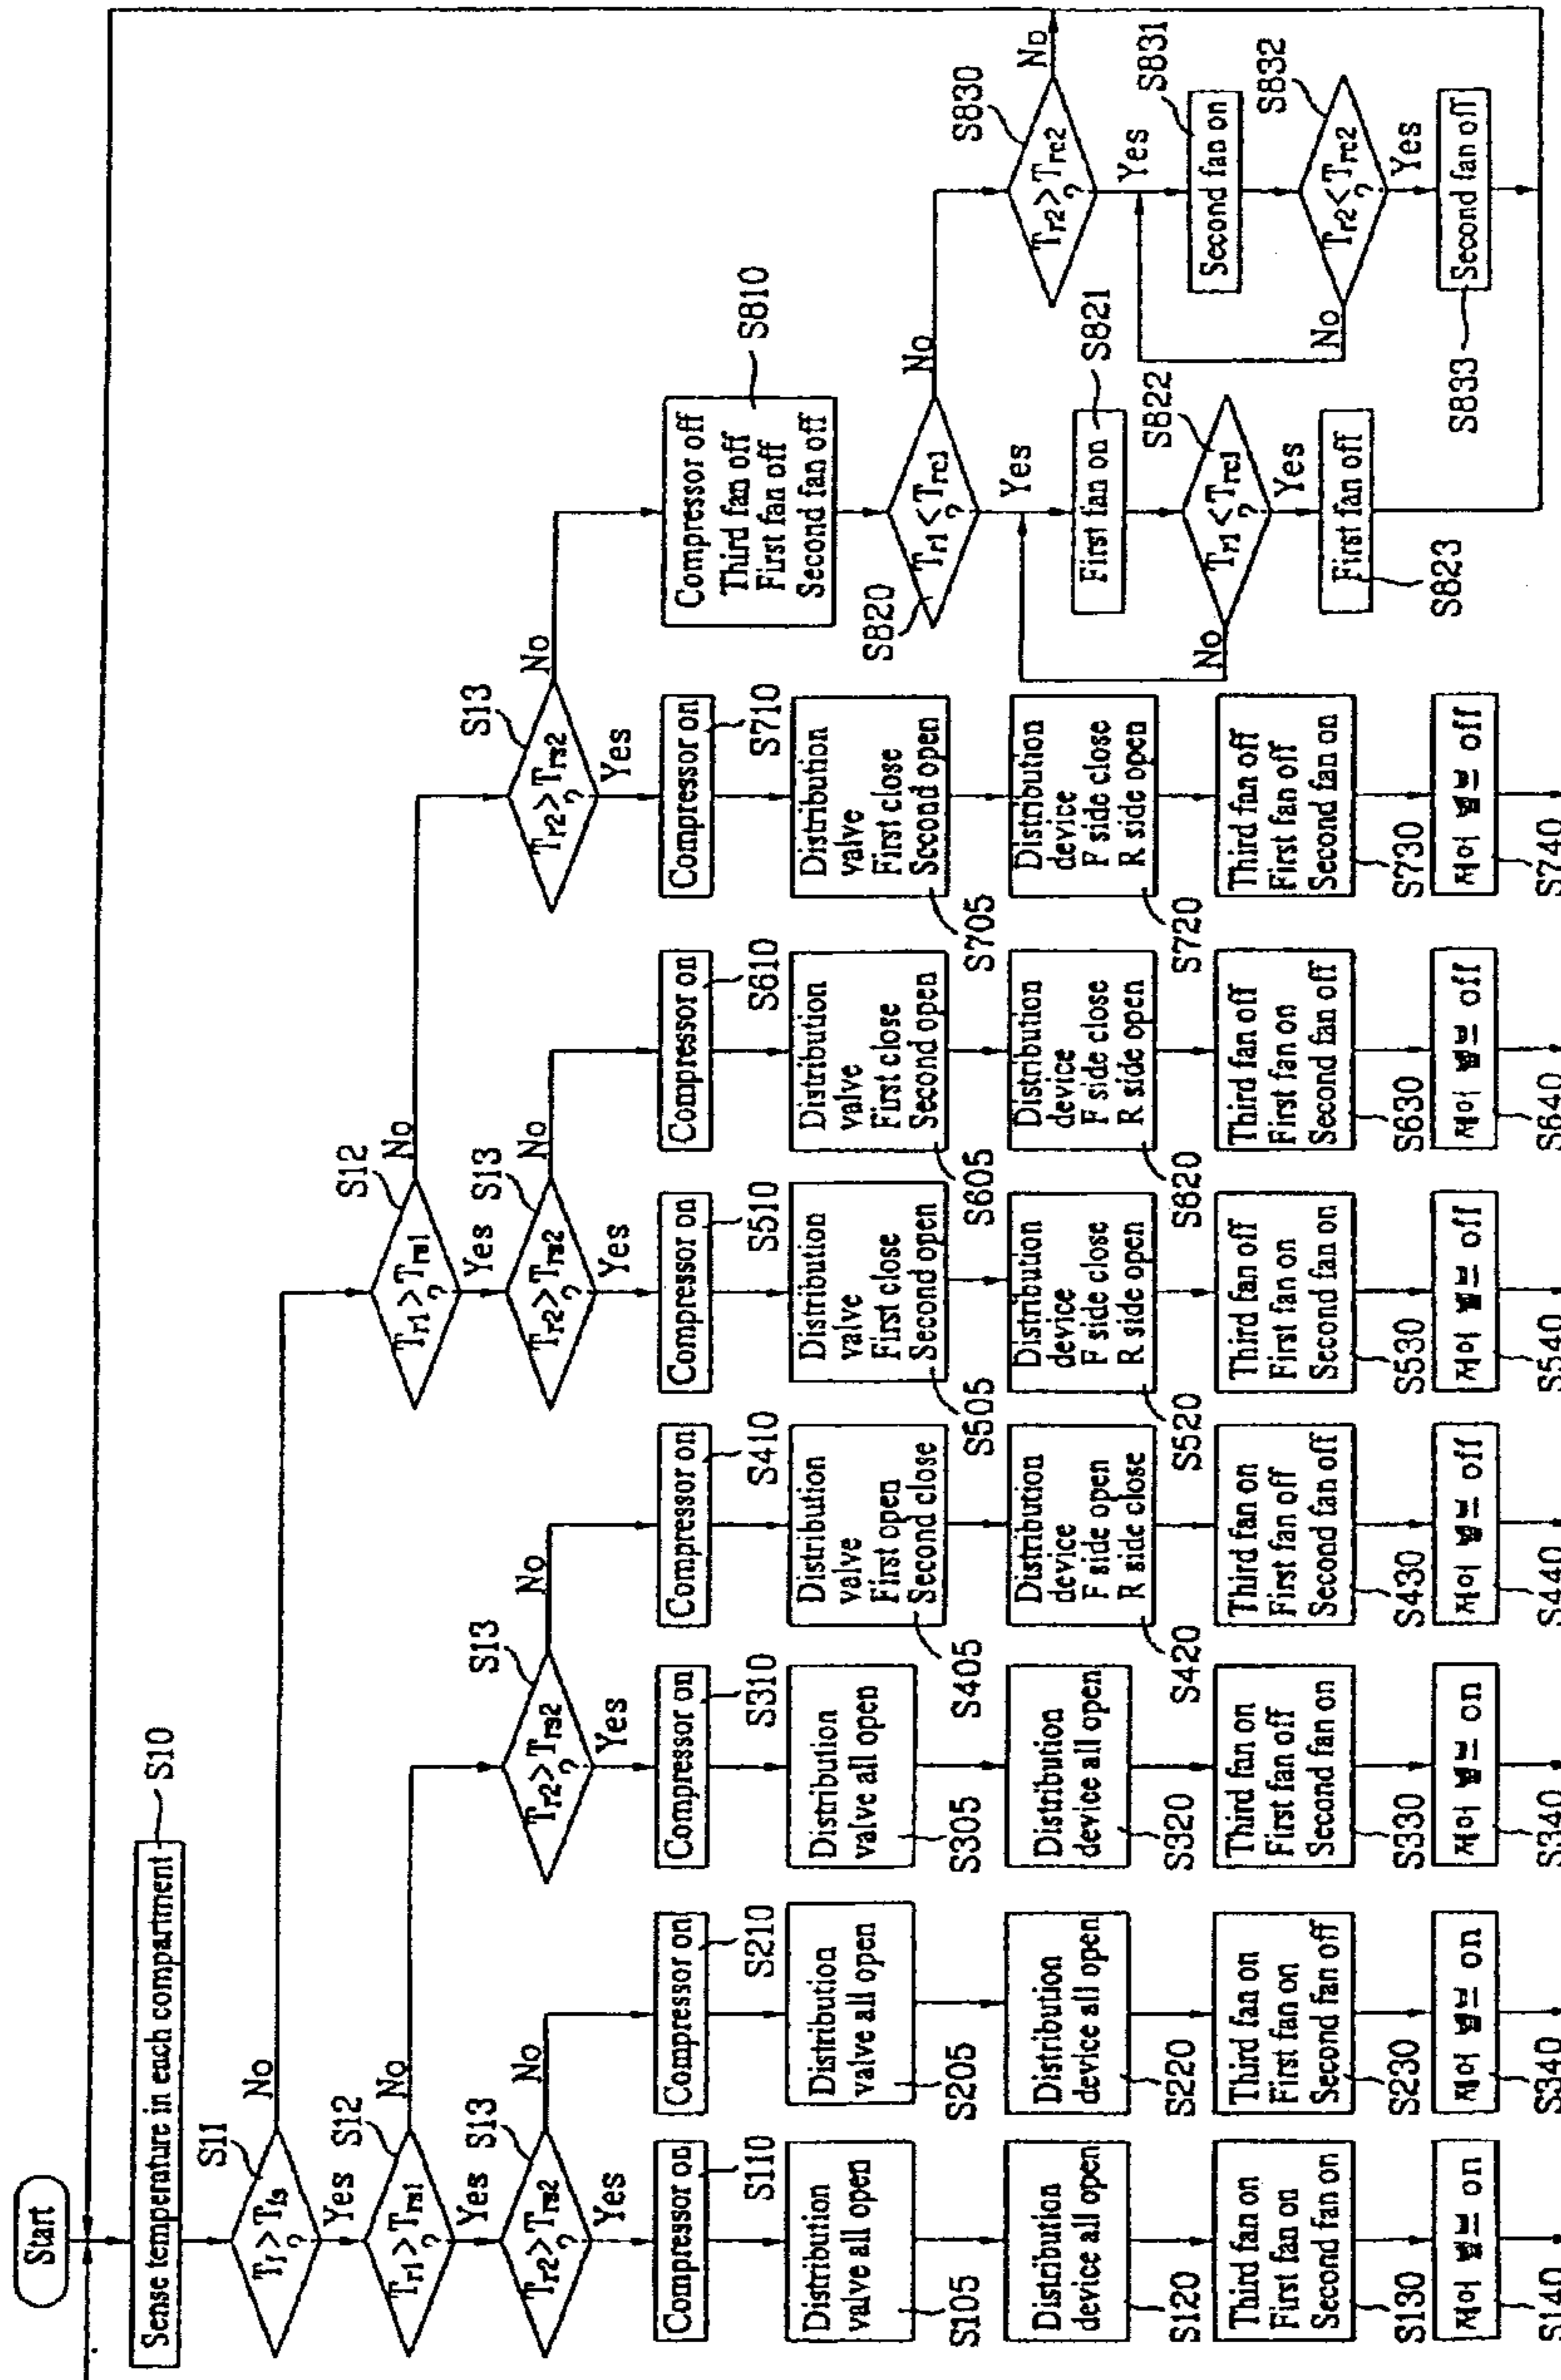 Start
Sense temperature in each compartment
S10
Tf > Tfs
?
S11
Yes
No
Tr1 > Trs1
?
S12
Yes
No
Tr2 > Trs2
?
S13
Yes
No
Compressor on
S110
Distribution
valve all open
S105
Distribution
device all open
S120
Third fan on
First fan on
Second fan on
S130
제어 밸브 on
S140
Compressor on
S210
Distribution
valve all open
S205
Distribution
device all open
S220
Third fan on
First fan on
Second fan off
S230
제어 밸브 on
S340
Tr2 > Trs2
?
S13
Yes
No
Compressor on
S310
Distribution
valve all open
S305
Distribution
device all open
S320
Third fan on
First fan off
Second fan on
S330
제어 밸브 on
S340
Compressor on
S410
Distribution
valve
First open
Second close
S405
Distribution
device
F side open
R side close
S420
Third fan on
First fan off
Second fan off
S430
제어 밸브 off
S440
Tr1 > Trs1
?
S12
Yes
No
Tr2 > Trs2
?
S13
Yes
No
Compressor on
S510
Distribution
valve
First close
Second open
S505
Distribution
device
F side close
R side open
S520
Third fan off
First fan on
Second fan on
S530
제어 밸브 off
S540
Compressor on
S610
Distribution
valve
First close
Second open
S605
Distribution
device
F side close
R side open
S620
Third fan off
First fan on
Second fan off
S630
제어 밸브 off
S640
Tr2 > Trs2
?
S13
Yes
No
Compressor on
S710
Distribution
valve
First close
Second open
S705
Distribution
device
F side close
R side open
S720
Third fan off
First fan off
Second fan on
S730
제어 밸브 off
S740
Compressor off
Third fan off
First fan off
Second fan off
S810
Tr1 < Trc1
?
S820
Yes
No
First fan on
S821
Tr1 < Trc1
?
S822
No
Yes
First fan off
S823
Tr2 > Trc2
?
S830
No
Yes
Second fan on
S831
Tr2 < Trc2
?
S832
No
Yes
Second fan off
S833